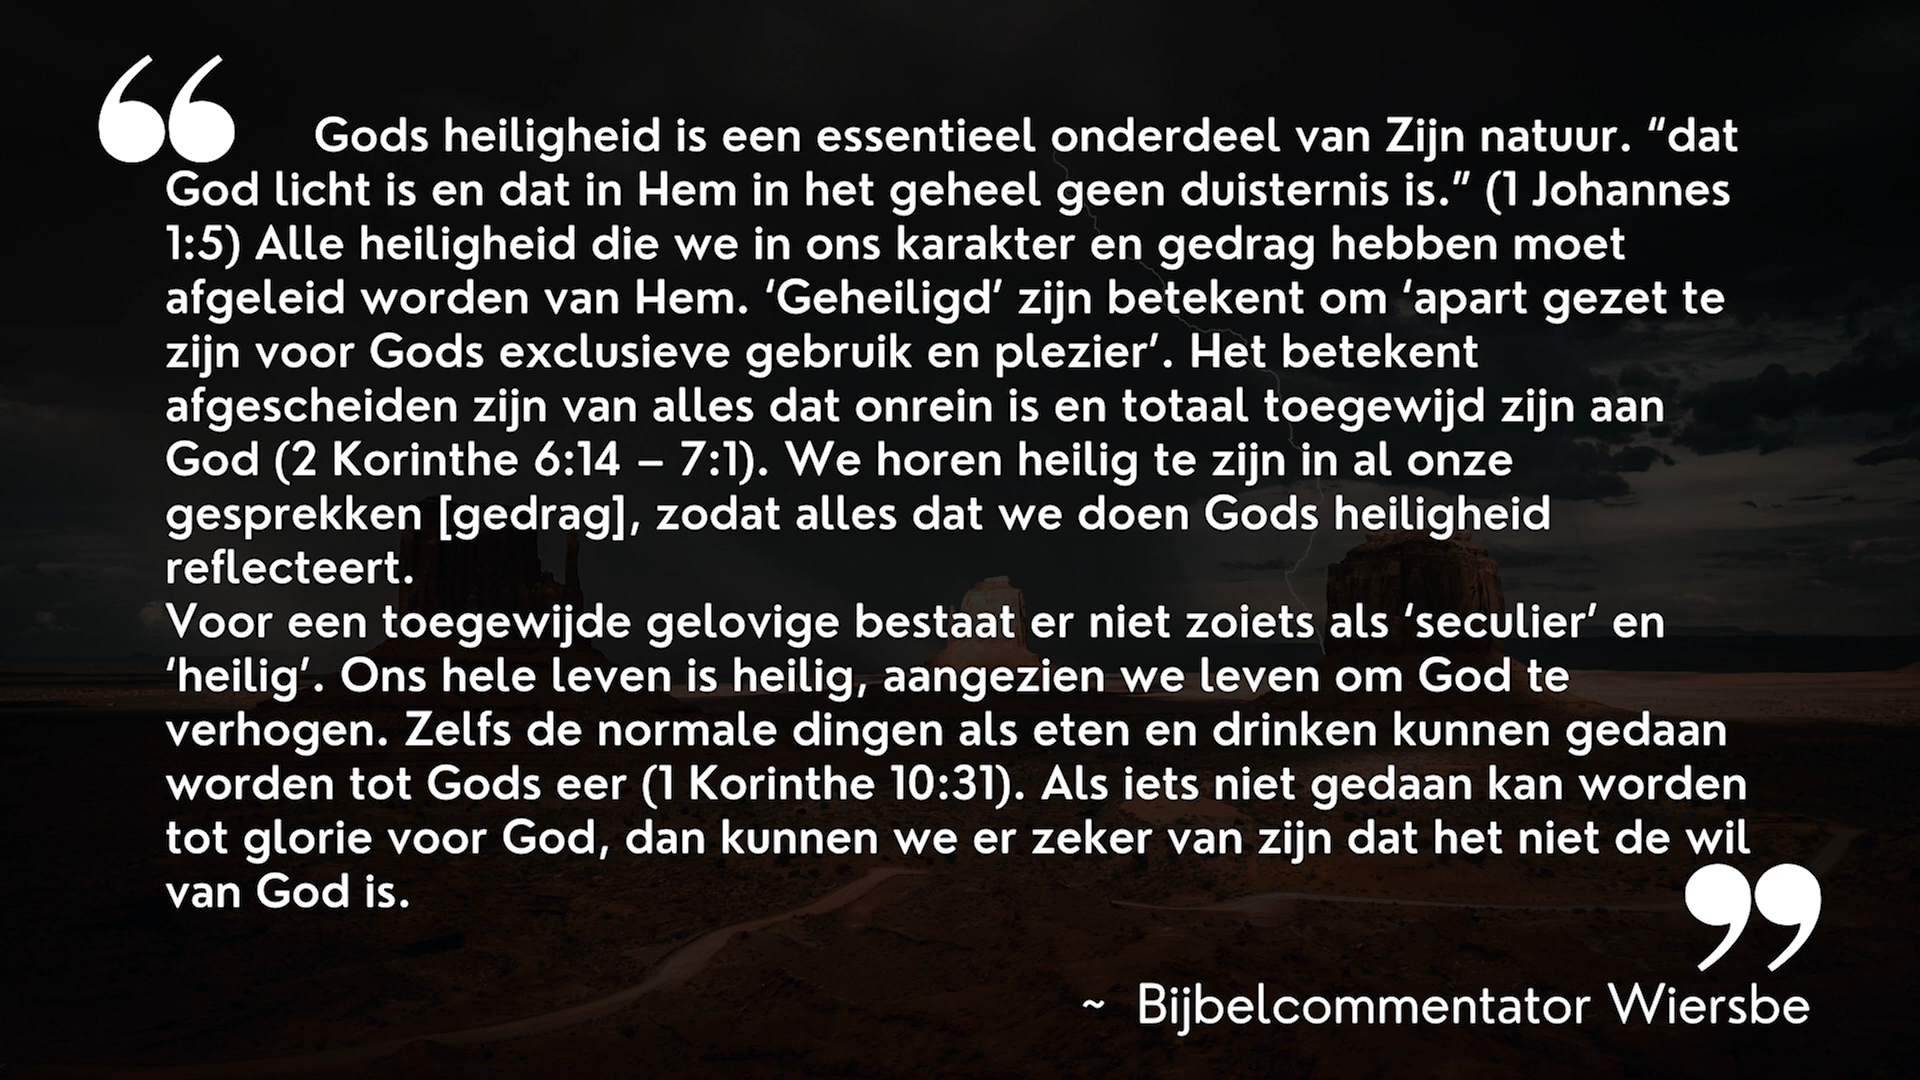 “ Gods heiligheid is een essentieel onderdeel van Zijn natuur. “dat
God licht is en dat in Hem in het geheel geen duisternis is.” (1 Johannes
1:5) Alle heiligheid die we in ons karakter en gedrag hebben moet
afgeleid worden van Hem. ‘Geheiligd’ zijn betekent om ‘apart gezet te
zijn voor Gods exclusieve gebruik en plezier’. Het betekent
afgescheiden zijn van alles dat onrein is en totaal toegewijd zijn aan
God (2 Korinthe 6:14 – 7:1). We horen heilig te zijn in al onze
gesprekken [gedrag], zodat alles dat we doen Gods heiligheid
reflecteert.
Voor een toegewijde gelovige bestaat er niet zoiets als ‘seculier’ en
‘heilig’. Ons hele leven is heilig, aangezien we leven om God te
verhogen. Zelfs de normale dingen als eten en drinken kunnen gedaan
worden tot Gods eer (1 Korinthe 10:31). Als iets niet gedaan kan worden
tot glorie voor God, dan kunnen we er zeker van zijn dat het niet de wil
van God is. ”
~ Bijbelcommentator Wiersbe